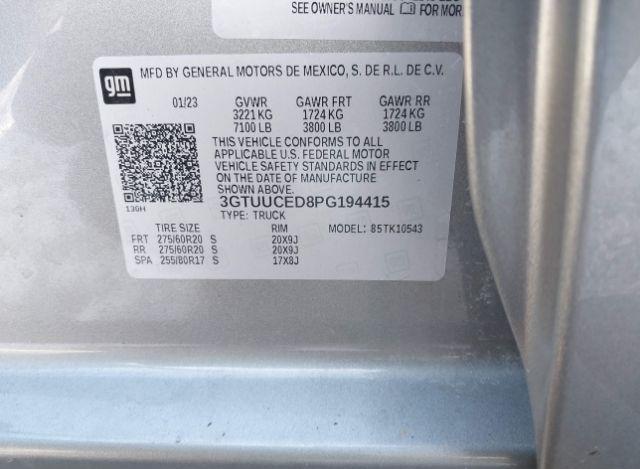 SEE OWNER'S MANUAL FOR MOR
gm
MFD BY GENERAL MOTORS DE MEXICO, S. DE R.L. DE C.V.
01/23 GVWR GAWR FRT GAWR RR
3221 KG 1724 KG 1724 KG
7100 LB 3800 LB 3800 LB
THIS VEHICLE CONFORMS TO ALL
APPLICABLE U.S. FEDERAL MOTOR
VEHICLE SAFETY STANDARDS IN EFFECT
ON THE DATE OF MANUFACTURE
SHOWN ABOVE.
13GH 3GTUUCED8PG194415
TYPE: TRUCK MODEL: 85TK10543
TIRE SIZE RIM
FRT 275/60R20 S 20X9J
RR 275/60R20 S 20X9J
SPA 255/80R17 S 17X8J